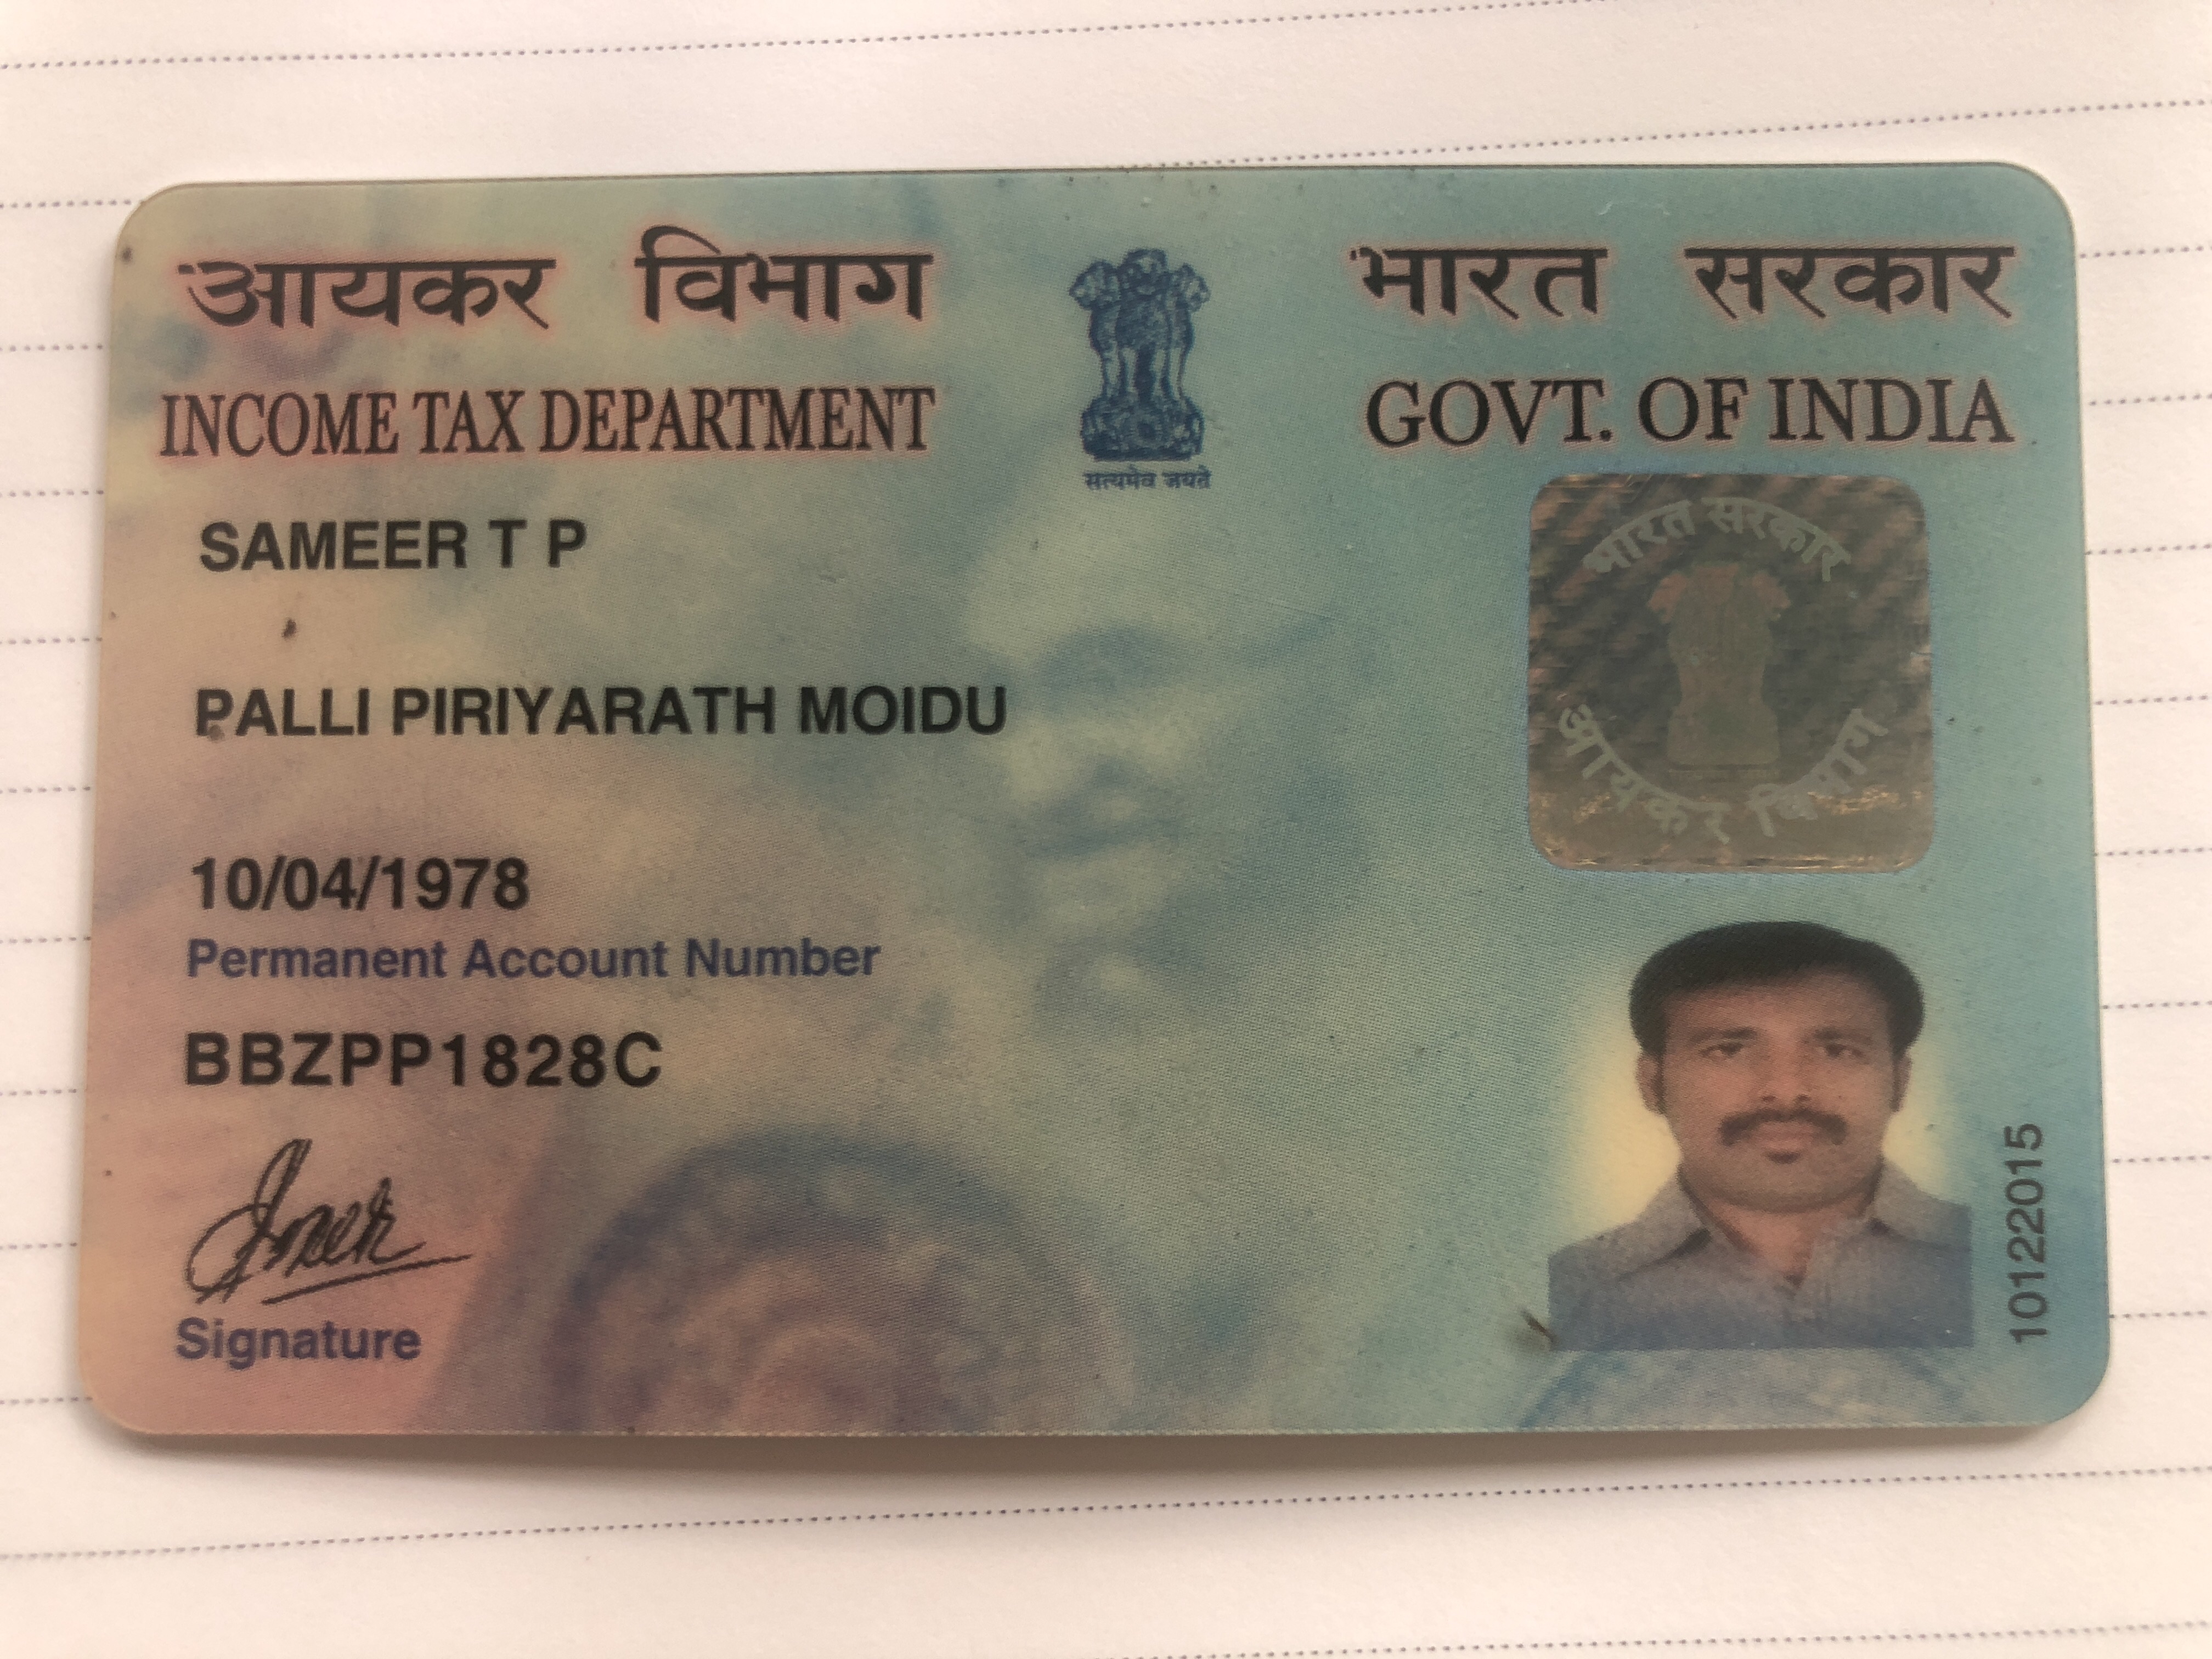 आयकर विभाग
INCOME TAX DEPARTMENT
सत्यमेव जयते
भारत सरकार
GOVT. OF INDIA
SAMEER T P
PALLI PIRIYARATH MOIDU
10/04/1978
Permanent Account Number
BBZPP1828C
Signature
भारत सरकार
आयकर विभाग
10122015